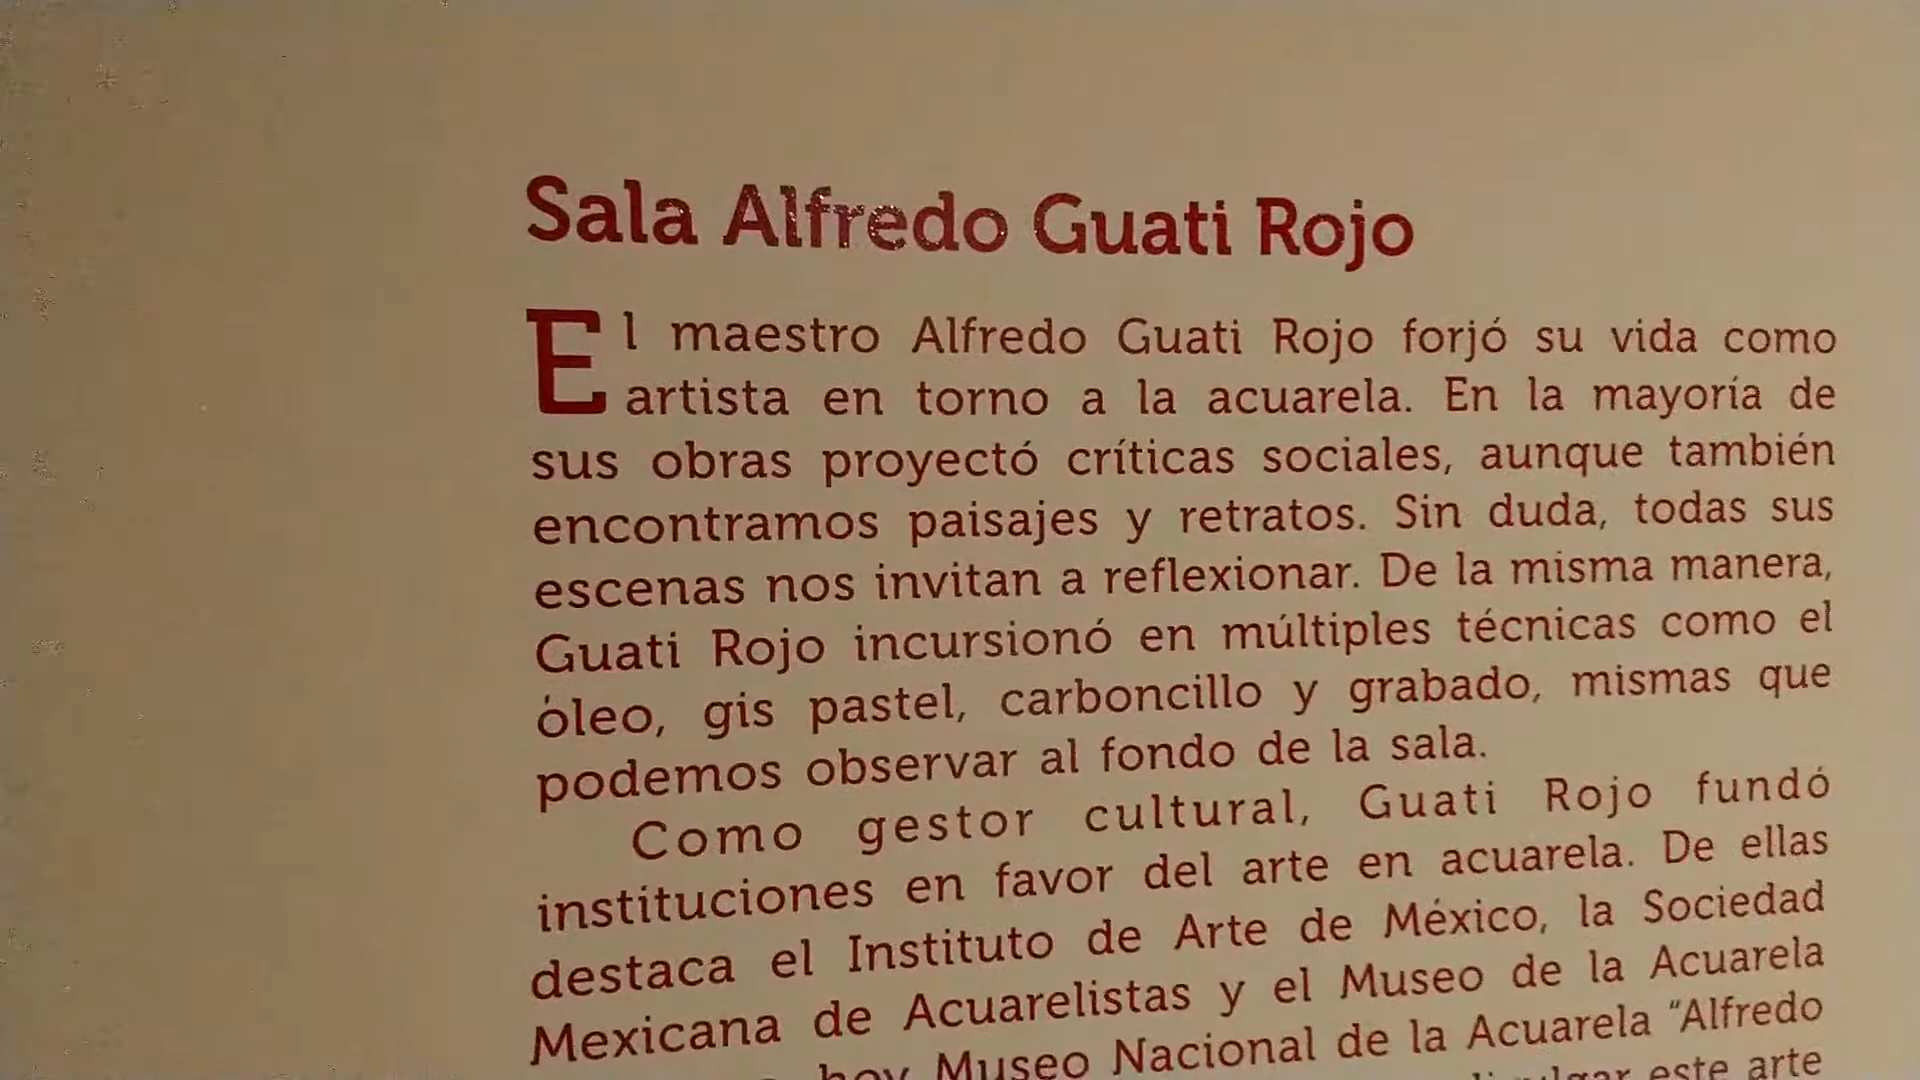 Sala Alfredo Guati Rojo
El maestro Alfredo Guati Rojo forjó su vida como
artista en torno a la acuarela. En la mayoría de
sus obras proyectó críticas sociales, aunque también
encontramos paisajes y retratos. Sin duda, todas sus
escenas nos invitan a reflexionar. De la misma manera,
Guati Rojo incursionó en múltiples técnicas como el
óleo, gis pastel, carboncillo y grabado, mismas que
podemos observar al fondo de la sala.
Como gestor cultural, Guati Rojo fundó
instituciones en favor del arte en acuarela. De ellas
destaca el Instituto de Arte de México, la Sociedad
Mexicana de Acuarelistas y el Museo de la Acuarela
hoy Museo Nacional de la Acuarela “Alfredo
este arte